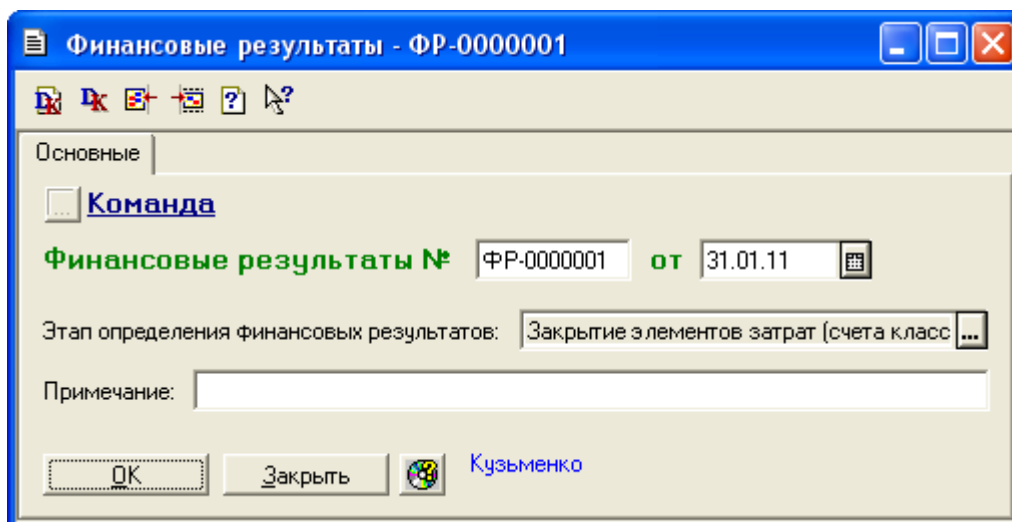 Финансовые результаты - ФР-0000001
Основные
... Команда
Финансовые результаты № ФР-0000001 от 31.01.11
Этап определения финансовых результатов: Закрытие элементов затрат (счета класс ...
Примечание:
OK Закрыть Кузьменко